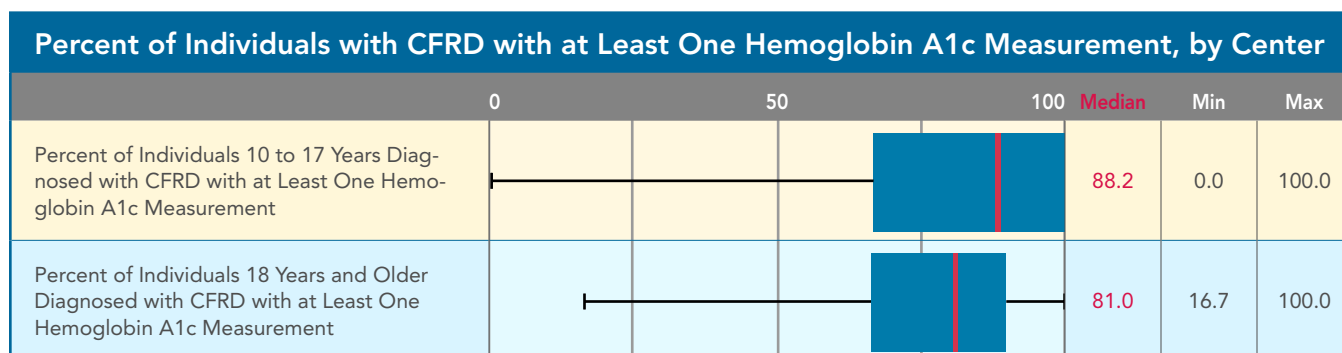 Percent of Individuals with CFRD with at Least One Hemoglobin A1c Measurement, by Center
0 50 100 Median Min Max
Percent of Individuals 10 to 17 Years Diag-
nosed with CFRD with at Least One Hemo-
globin A1c Measurement
88.2 0.0 100.0
Percent of Individuals 18 Years and Older
Diagnosed with CFRD with at Least One
Hemoglobin A1c Measurement
81.0 16.7 100.0